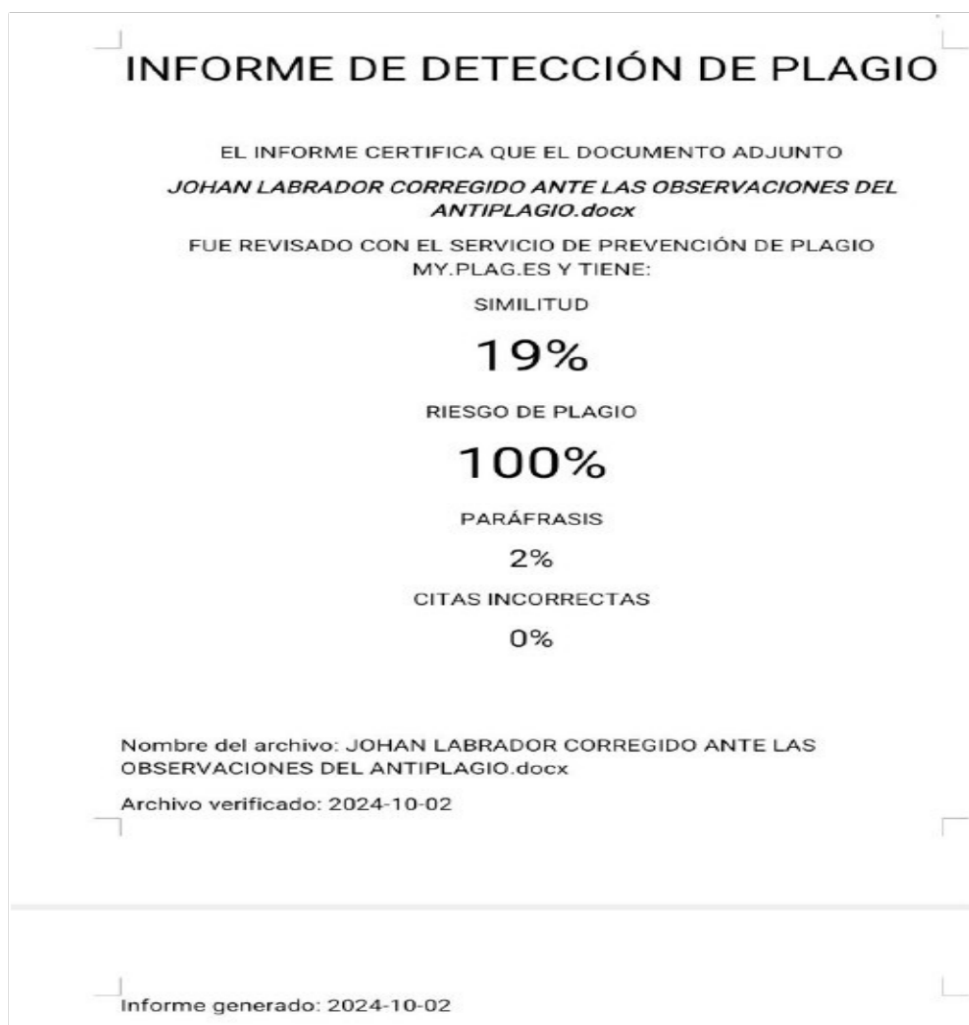 INFORME DE DETECCIÓN DE PLAGIO
EL INFORME CERTIFICA QUE EL DOCUMENTO ADJUNTO
JOHAN LABRADOR CORREGIDO ANTE LAS OBSERVACIONES DEL
ANTIPLAGIO.docx
FUE REVISADO CON EL SERVICIO DE PREVENCIÓN DE PLAGIO
MY.PLAG.ES Y TIENE:
SIMILITUD
19%
RIESGO DE PLAGIO
100%
PARÁFRASIS
2%
CITAS INCORRECTAS
0%
Nombre del archivo: JOHAN LABRADOR CORREGIDO ANTE LAS
OBSERVACIONES DEL ANTIPLAGIO.docx
Archivo verificado: 2024-10-02
Informe generado: 2024-10-02